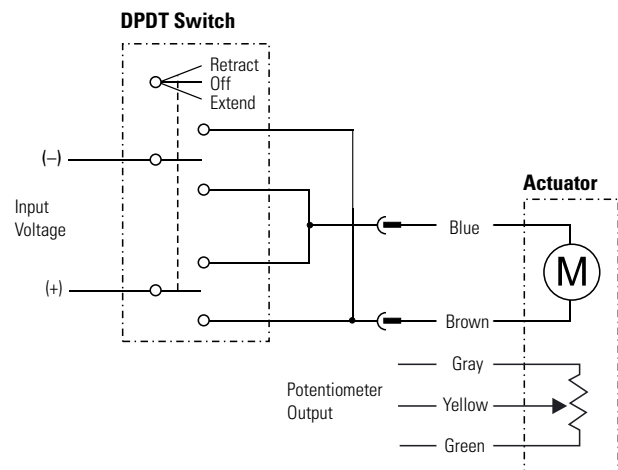 DPDT Switch
Retract
Off
Extend
(–)
Input
Voltage
(+)
Actuator
Blue
M
Brown
Gray
Potentiometer
Output
Yellow
Green